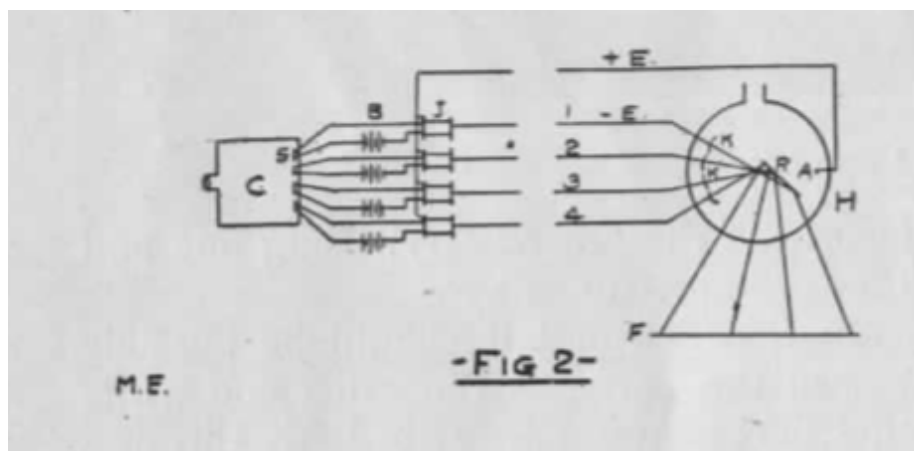 + E.
B J 1 - E.
S 2 K R A
C K
3 H
4
F
- FIG 2 -
M.E.